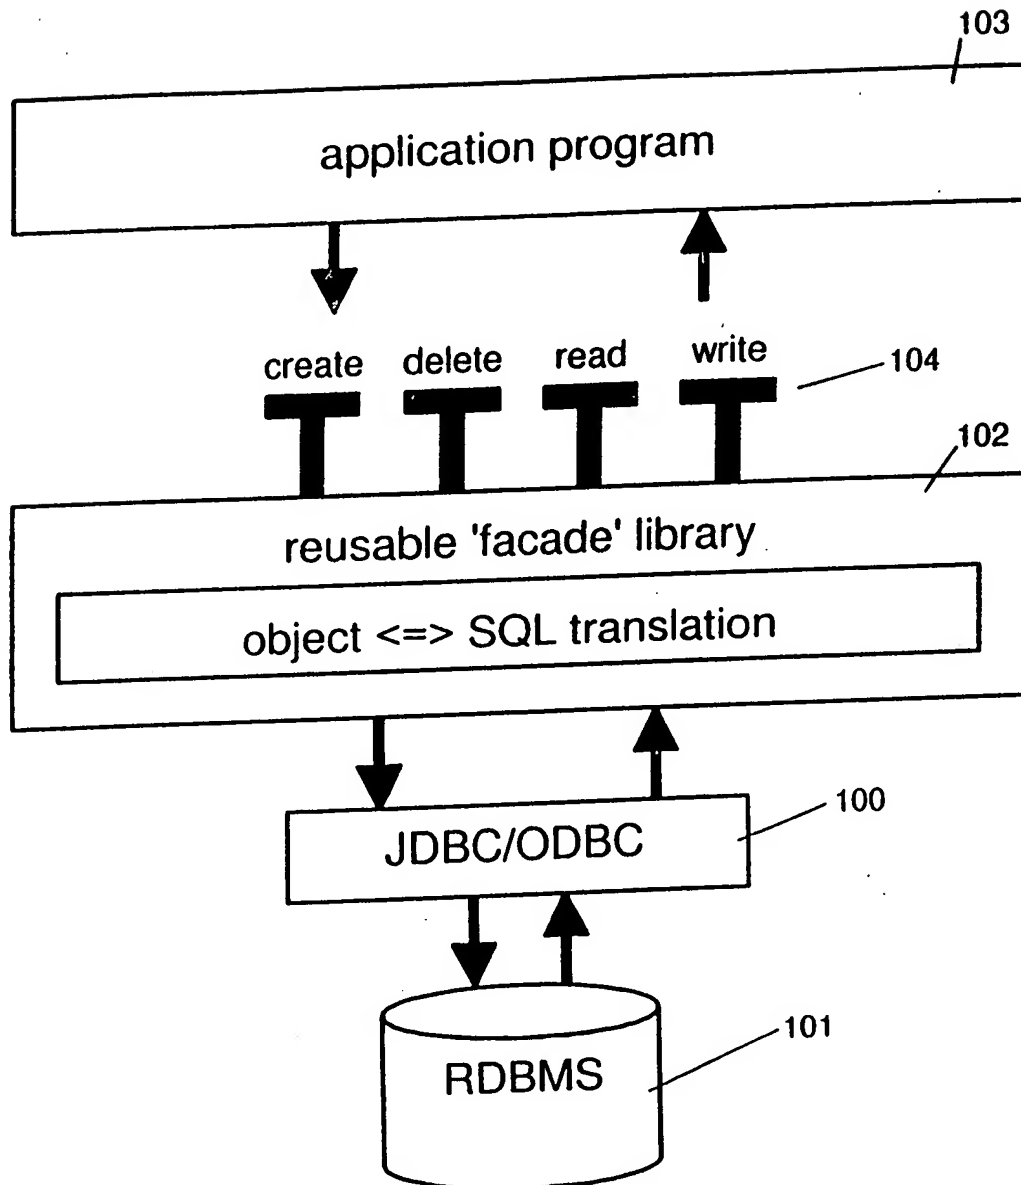 103
application program
create delete read write
104
102
reusable 'facade' library
object <=> SQL translation
100
JDBC/ODBC
101
RDBMS